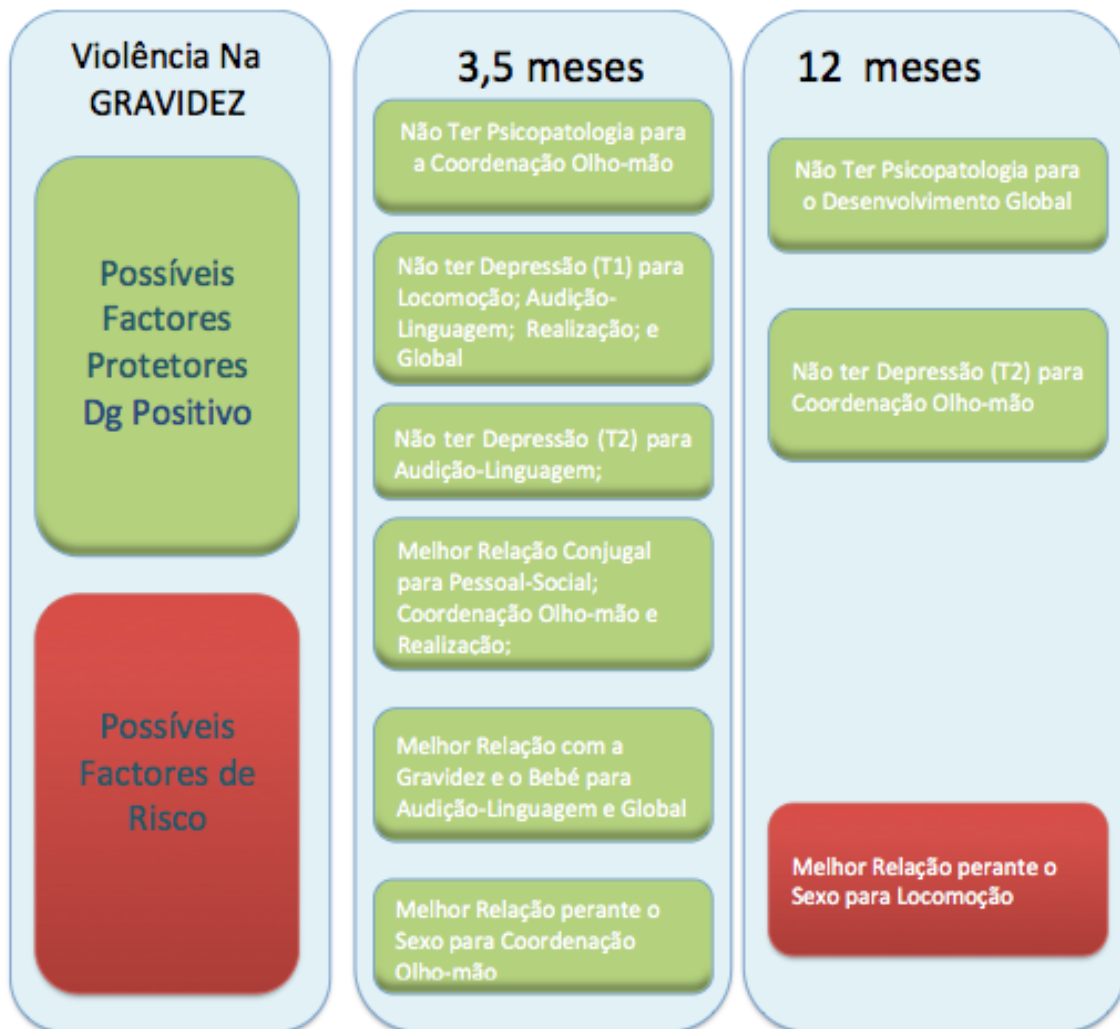 Violência Na
GRAVIDEZ
Possíveis
Factores
Protetores
Dg Positivo
Possíveis
Factores de
Risco
3,5 meses
Não Ter Psicopatologia para
a Coordenação Olho-mão
Não ter Depressão (T1) para
Locomoção; Audição-
Linguagem; Realização; e
Global
Não ter Depressão (T2) para
Audição-Linguagem;
Melhor Relação Conjugal
para Pessoal-Social;
Coordenação Olho-mão e
Realização;
Melhor Relação com a
Gravidez e o Bebé para
Audição-Linguagem e Global
Melhor Relação perante o
Sexo para Coordenação
Olho-mão
12 meses
Não Ter Psicopatologia para
o Desenvolvimento Global
Não ter Depressão (T2) para
Coordenação Olho-mão
Melhor Relação perante o
Sexo para Locomoção